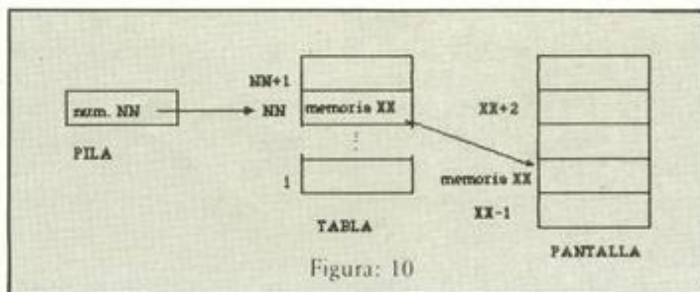 NN+1
num. NN
NN
memoria XX
XX+2
PILA
1
memoria XX
XX-1
TABLA
PANTALLA
Figura: 10